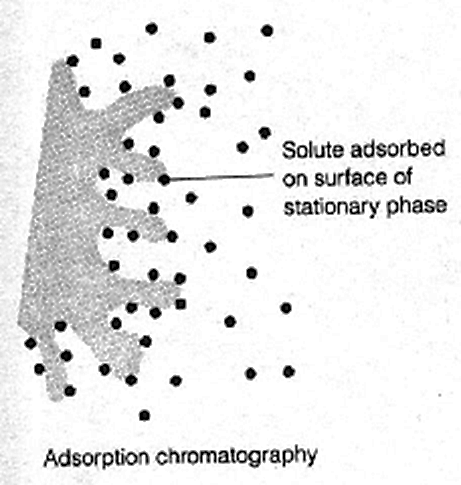 Solute adsorbed
on surface of
stationary phase
Adsorption chromatography